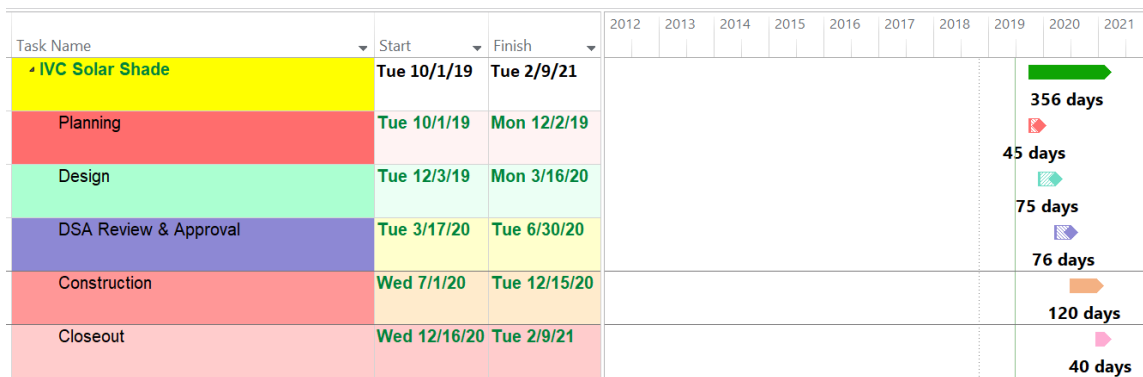 2012 2013 2014 2015 2016 2017 2018 2019 2020 2021
Task Name Start Finish
IVC Solar Shade Tue 10/1/19 Tue 2/9/21
356 days
Planning Tue 10/1/19 Mon 12/2/19
45 days
Design Tue 12/3/19 Mon 3/16/20
75 days
DSA Review & Approval Tue 3/17/20 Tue 6/30/20
76 days
Construction Wed 7/1/20 Tue 12/15/20
120 days
Closeout Wed 12/16/20 Tue 2/9/21
40 days